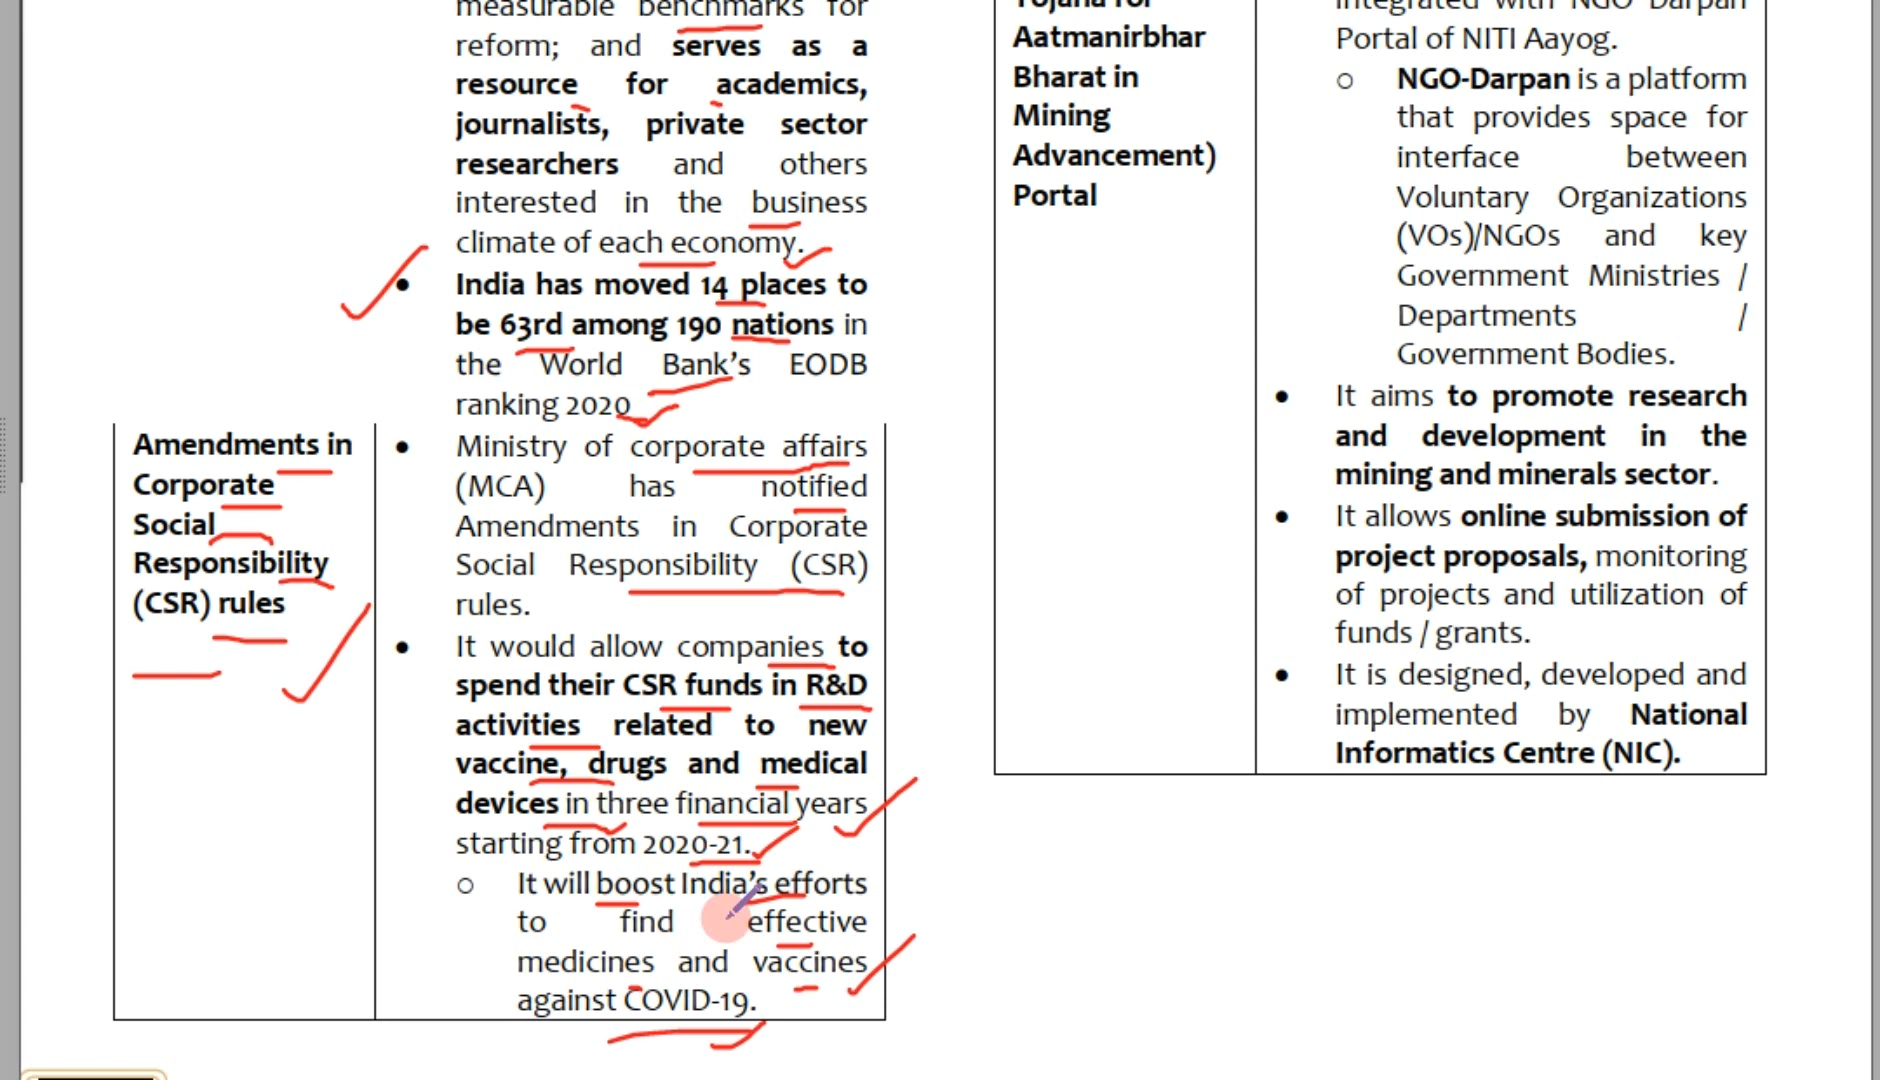 measurable benchmarks for
reform; and serves as a
resource for academics,
journalists, private sector
researchers and others
interested in the business
climate of each economy.
• India has moved 14 places to
be 63rd among 190 nations in
the World Bank's EODB
ranking 2020
Amendments in
Corporate
Social
Responsibility
(CSR) rules
• Ministry of corporate affairs
(MCA) has notified
Amendments in Corporate
Social Responsibility (CSR)
rules.
• It would allow companies to
spend their CSR funds in R&D
activities related to new
vaccine, drugs and medical
devices in three financial years
starting from 2020-21.
o It will boost India's efforts
to find effective
medicines and vaccines
against COVID-19.
Yojana for
Aatmanirbhar
Bharat in
Mining
Advancement)
Portal
integrated with NGO Darpan
Portal of NITI Aayog.
o NGO-Darpan is a platform
that provides space for
interface between
Voluntary Organizations
(VOs)/NGOs and key
Government Ministries /
Departments /
Government Bodies.
• It aims to promote research
and development in the
mining and minerals sector.
• It allows online submission of
project proposals, monitoring
of projects and utilization of
funds / grants.
• It is designed, developed and
implemented by National
Informatics Centre (NIC).